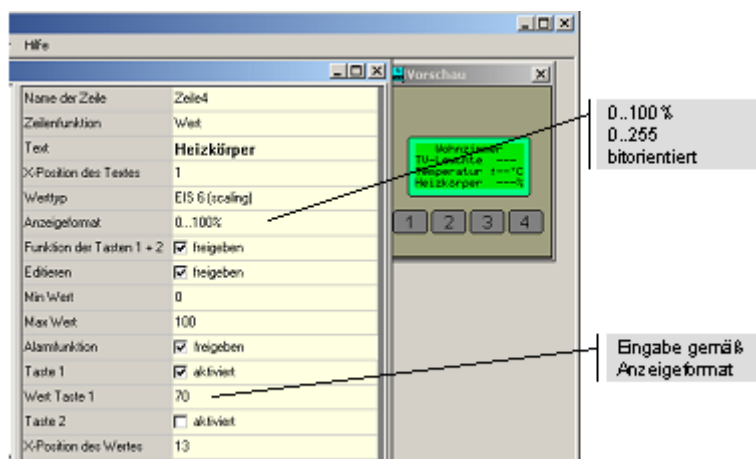 Hilfe
Name der Zeile Zeile4
Zeilenfunktion Wert
Text Heizkörper
X-Position des Textes 1
Werttyp EIS 6 (scaling)
Anzeigeformat 0...100%
Funktion der Tasten 1 + 2 freigeben
Editieren freigeben
Min Wert 0
Max Wert 100
Alarmfunktion freigeben
Taste 1 aktiviert
Wert Taste 1 70
Taste 2 aktiviert
X-Position des Wertes 13
Vorschau
Wohnzimmer
TV-Leuchte ---
Temperatur ±--°C
Heizkörper ---%
1 2 3 4
0..100 %
0..255
bitorientiert
Eingabe gemäß
Anzeigeformat